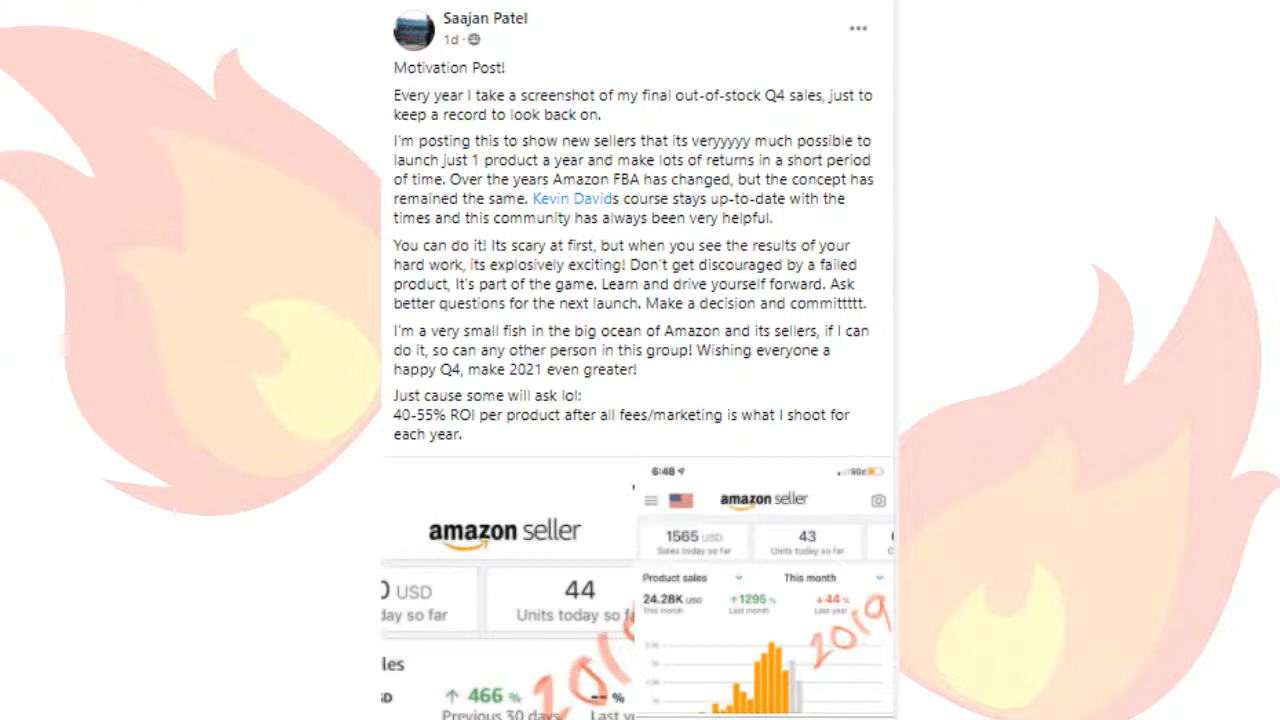 Saajan Patel
1d ·
Motivation Post!
Every year I take a screenshot of my final out-of-stock Q4 sales, just to
keep a record to look back on.
I'm posting this to show new sellers that its veryyyyy much possible to
launch just 1 product a year and make lots of returns in a short period
of time. Over the years Amazon FBA has changed, but the concept has
remained the same. Kevin Davids course stays up-to-date with the
times and this community has always been very helpful.
You can do it! Its scary at first, but when you see the results of your
hard work, its explosively exciting! Don't get discouraged by a failed
product, It's part of the game. Learn and drive yourself forward. Ask
better questions for the next launch. Make a decision and committtttt.
I'm a very small fish in the big ocean of Amazon and its sellers, if I can
do it, so can any other person in this group! Wishing everyone a
happy Q4, make 2021 even greater!
Just cause some will ask lol:
40-55% ROI per product after all fees/marketing is what I shoot for
each year.
amazon seller
0 USD
day so far
44
Units today so f
les
D
↑ 466 %
Previous 30 days
-- %
Last
201
6:48
amazon seller
1565 USD
Sales today so far
43
Units today so far
Product sales
This month
24.28K USD
This month
↑1295 %
Last month
↓44 %
Last year
2019